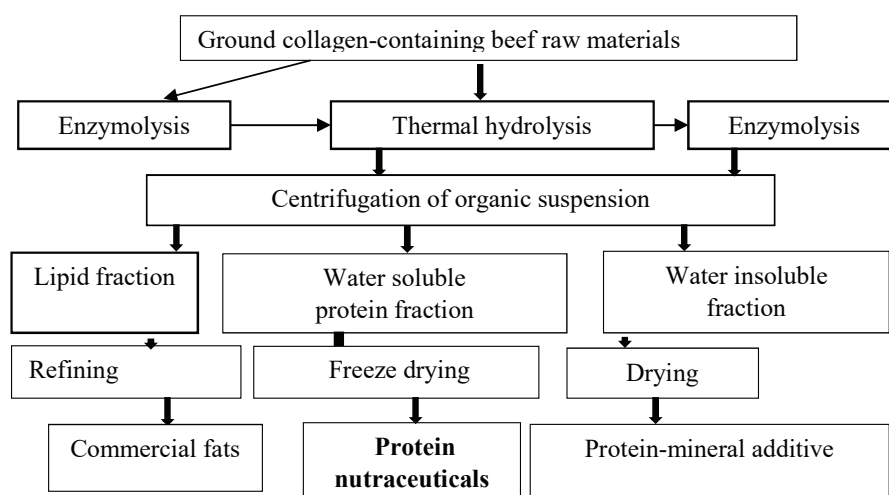 Ground collagen-containing beef raw materials
Enzymolysis
Thermal hydrolysis
Enzymolysis
Centrifugation of organic suspension
Lipid fraction
Water soluble
protein fraction
Water insoluble
fraction
Refining
Freeze drying
Drying
Commercial fats
Protein
nutraceuticals
Protein-mineral additive